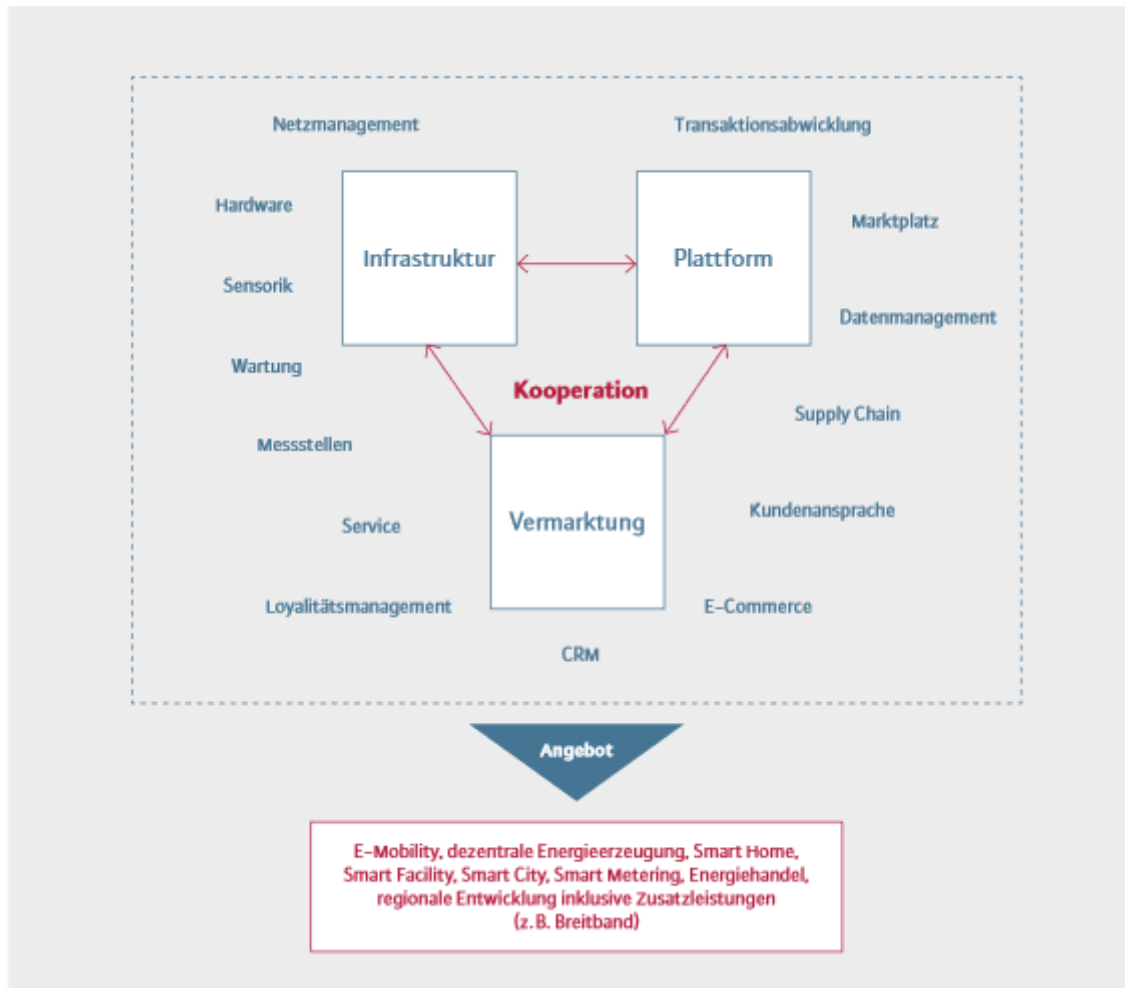 Netzmanagement
Transaktionsabwicklung
Hardware
Marktplatz
Infrastruktur
Plattform
Sensorik
Datenmanagement
Wartung
Kooperation
Supply Chain
Messstellen
Kundenansprache
Service
Vermarktung
Loyalitätsmanagement
E-Commerce
CRM
Angebot
E-Mobility, dezentrale Energieerzeugung, Smart Home,
Smart Facility, Smart City, Smart Metering, Energiehandel,
regionale Entwicklung inklusive Zusatzleistungen
(z. B. Breitband)